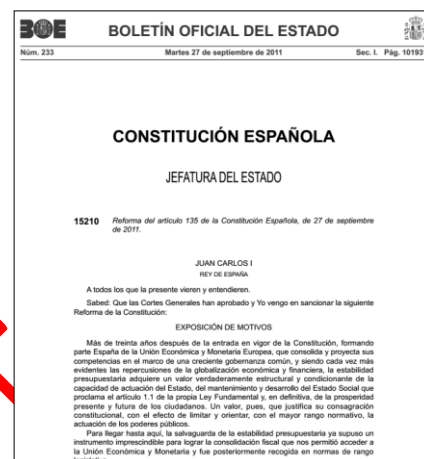 BOE BOLETÍN OFICIAL DEL ESTADO
Núm. 233 Martes 27 de septiembre de 2011 Sec. I. Pág. 10193
CONSTITUCIÓN ESPAÑOLA
JEFATURA DEL ESTADO
15210 Reforma del artículo 135 de la Constitución Española, de 27 de septiembre
de 2011.
JUAN CARLOS I
REY DE ESPAÑA
A todos los que la presente vieren y entendieren.
Sabed: Que las Cortes Generales han aprobado y Yo vengo en sancionar la siguiente
Reforma de la Constitución:
EXPOSICIÓN DE MOTIVOS
Más de treinta años después de la entrada en vigor de la Constitución, formando
parte España de la Unión Económica y Monetaria Europea, que consolida y proyecta sus
competencias en el marco de una creciente gobernanza común, y siendo cada vez más
evidentes las repercusiones de la globalización económica y financiera, la estabilidad
presupuestaria adquiere un valor verdaderamente estructural y condicionante de la
capacidad de actuación del Estado, del mantenimiento y desarrollo del Estado Social que
proclama el artículo 1.1 de la propia Ley Fundamental y, en definitiva, de la prosperidad
presente y futura de los ciudadanos. Un valor, pues, que justifica su consagración
constitucional, con el efecto de limitar y orientar, con el mayor rango normativo, la
actuación de los poderes públicos.
Para llegar hasta aquí, la salvaguarda de la estabilidad presupuestaria ya supuso un
instrumento imprescindible para lograr la consolidación fiscal que nos permitió acceder a
la Unión Económica y Monetaria y fue posteriormente recogida en normas de rango